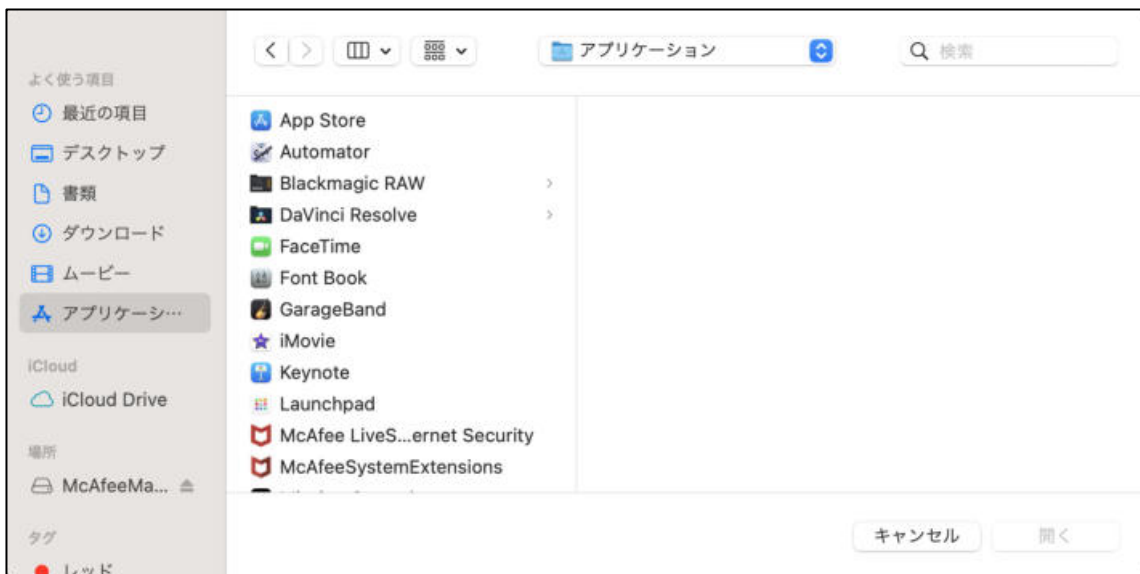 よく使う項目
最近の項目
デスクトップ
書類
ダウンロード
ムービー
アプリケーシ…
iCloud
iCloud Drive
場所
McAfeeMa...
タグ
レッド
アプリケーション
検索
App Store
Automator
Blackmagic RAW
DaVinci Resolve
FaceTime
Font Book
GarageBand
iMovie
Keynote
Launchpad
McAfee LiveS...ernet Security
McAfeeSystemExtensions
キャンセル
開く